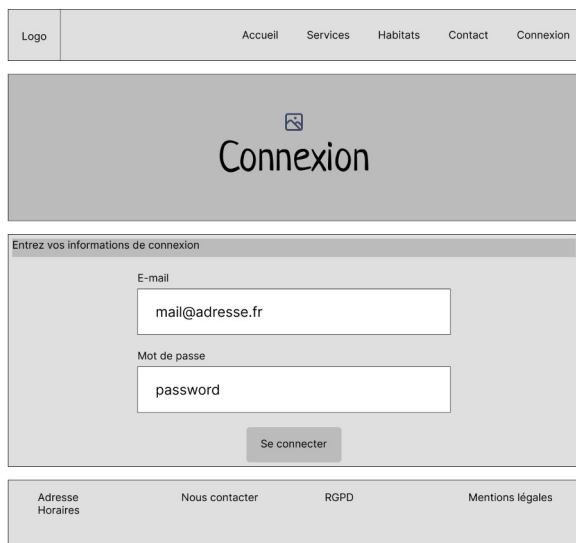 Logo
Accueil Services Habitats Contact Connexion
Connexion
Entrez vos informations de connexion
E-mail
mail@adresse.fr
Mot de passe
password
Se connecter
Adresse Nous contacter RGPD Mentions légales
Horaires